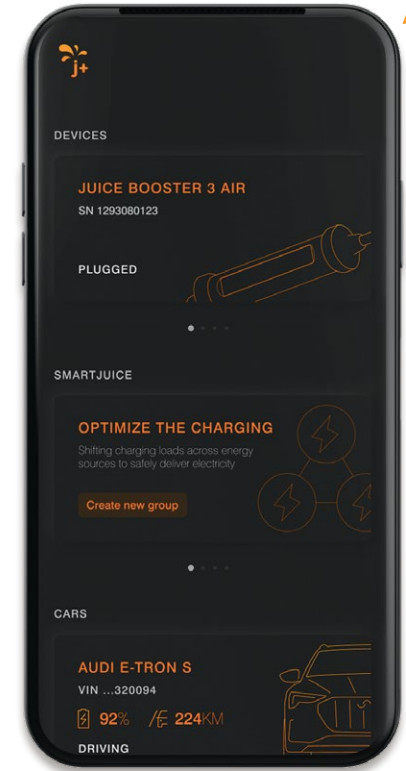 j+
DEVICES
JUICE BOOSTER 3 AIR
SN 1293080123
PLUGGED
SMARTJUICE
OPTIMIZE THE CHARGING
Shifting charging loads across energy
sources to safely deliver electricity
Create new group
CARS
AUDI E-TRON S
VIN ...320094
92% 224KM
DRIVING